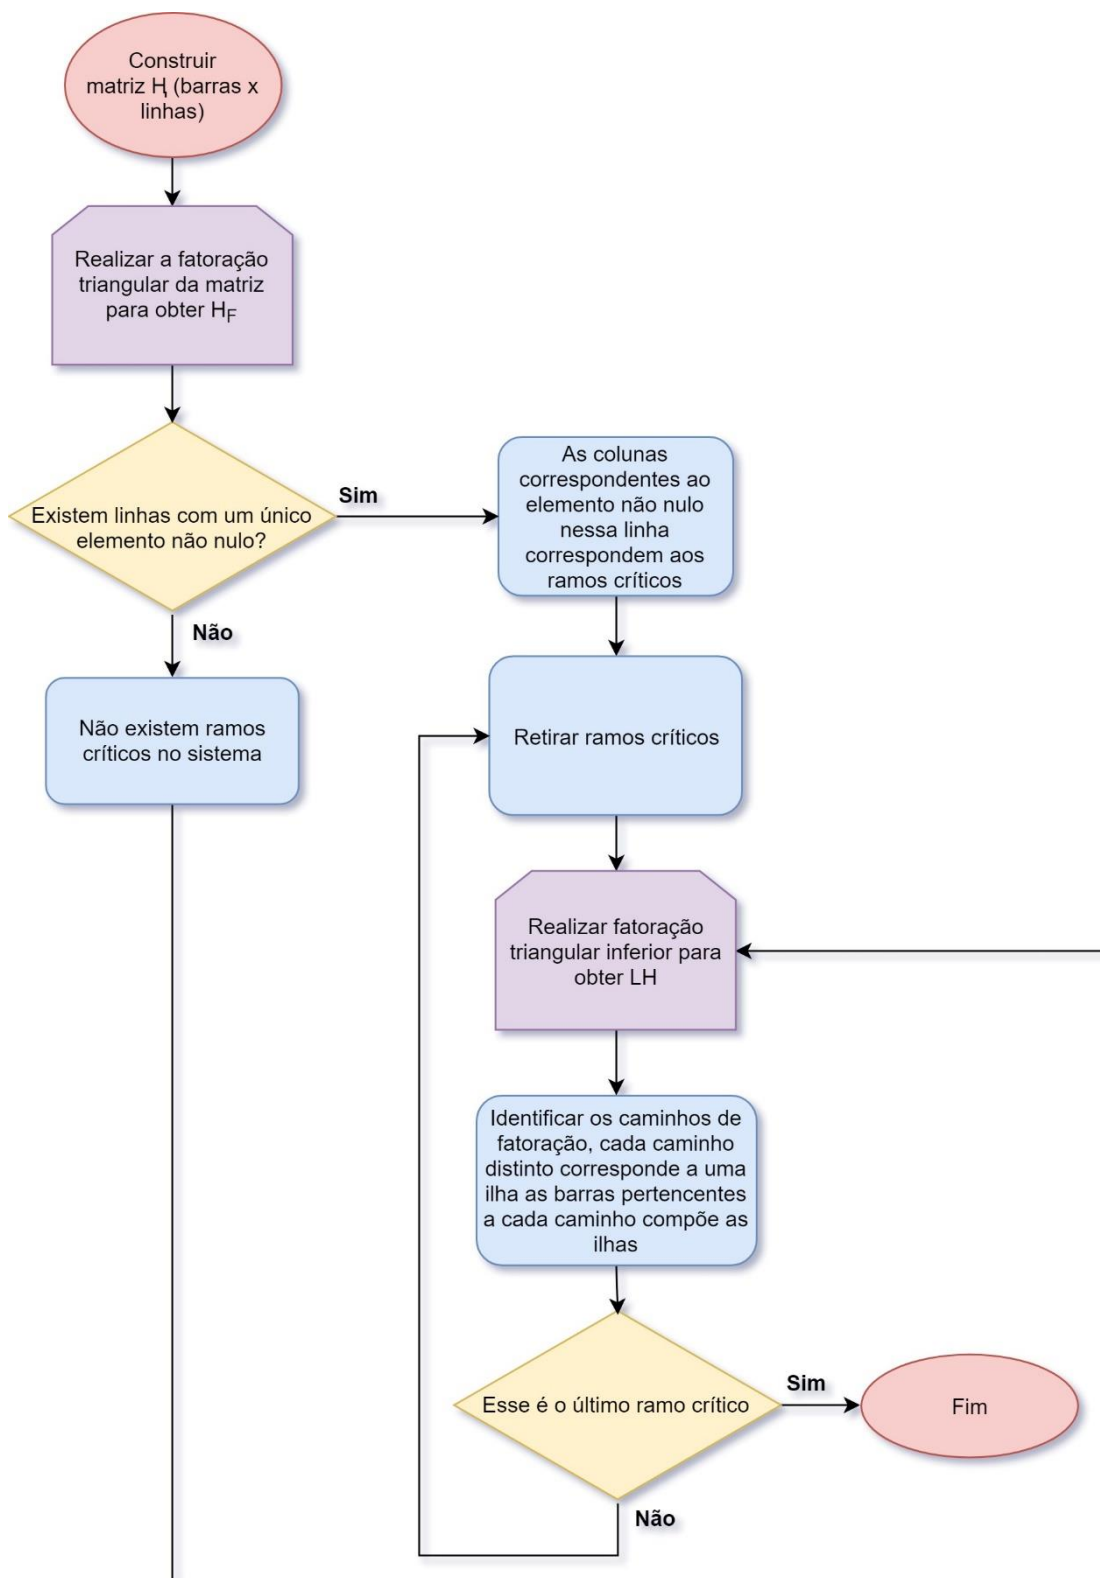 Construir
matriz Ḩ (barras x
linhas)
Realizar a fatoração
triangular da matriz
para obter HF
Existem linhas com um único
elemento não nulo?
Sim
As colunas
correspondentes ao
elemento não nulo
nessa linha
correspondem aos
ramos críticos
Não
Não existem ramos
críticos no sistema
Retirar ramos críticos
Realizar fatoração
triangular inferior para
obter LH
Identificar os caminhos de
fatoração, cada caminho
distinto corresponde a uma
ilha as barras pertencentes
a cada caminho compõe as
ilhas
Esse é o último ramo crítico
Sim
Fim
Não